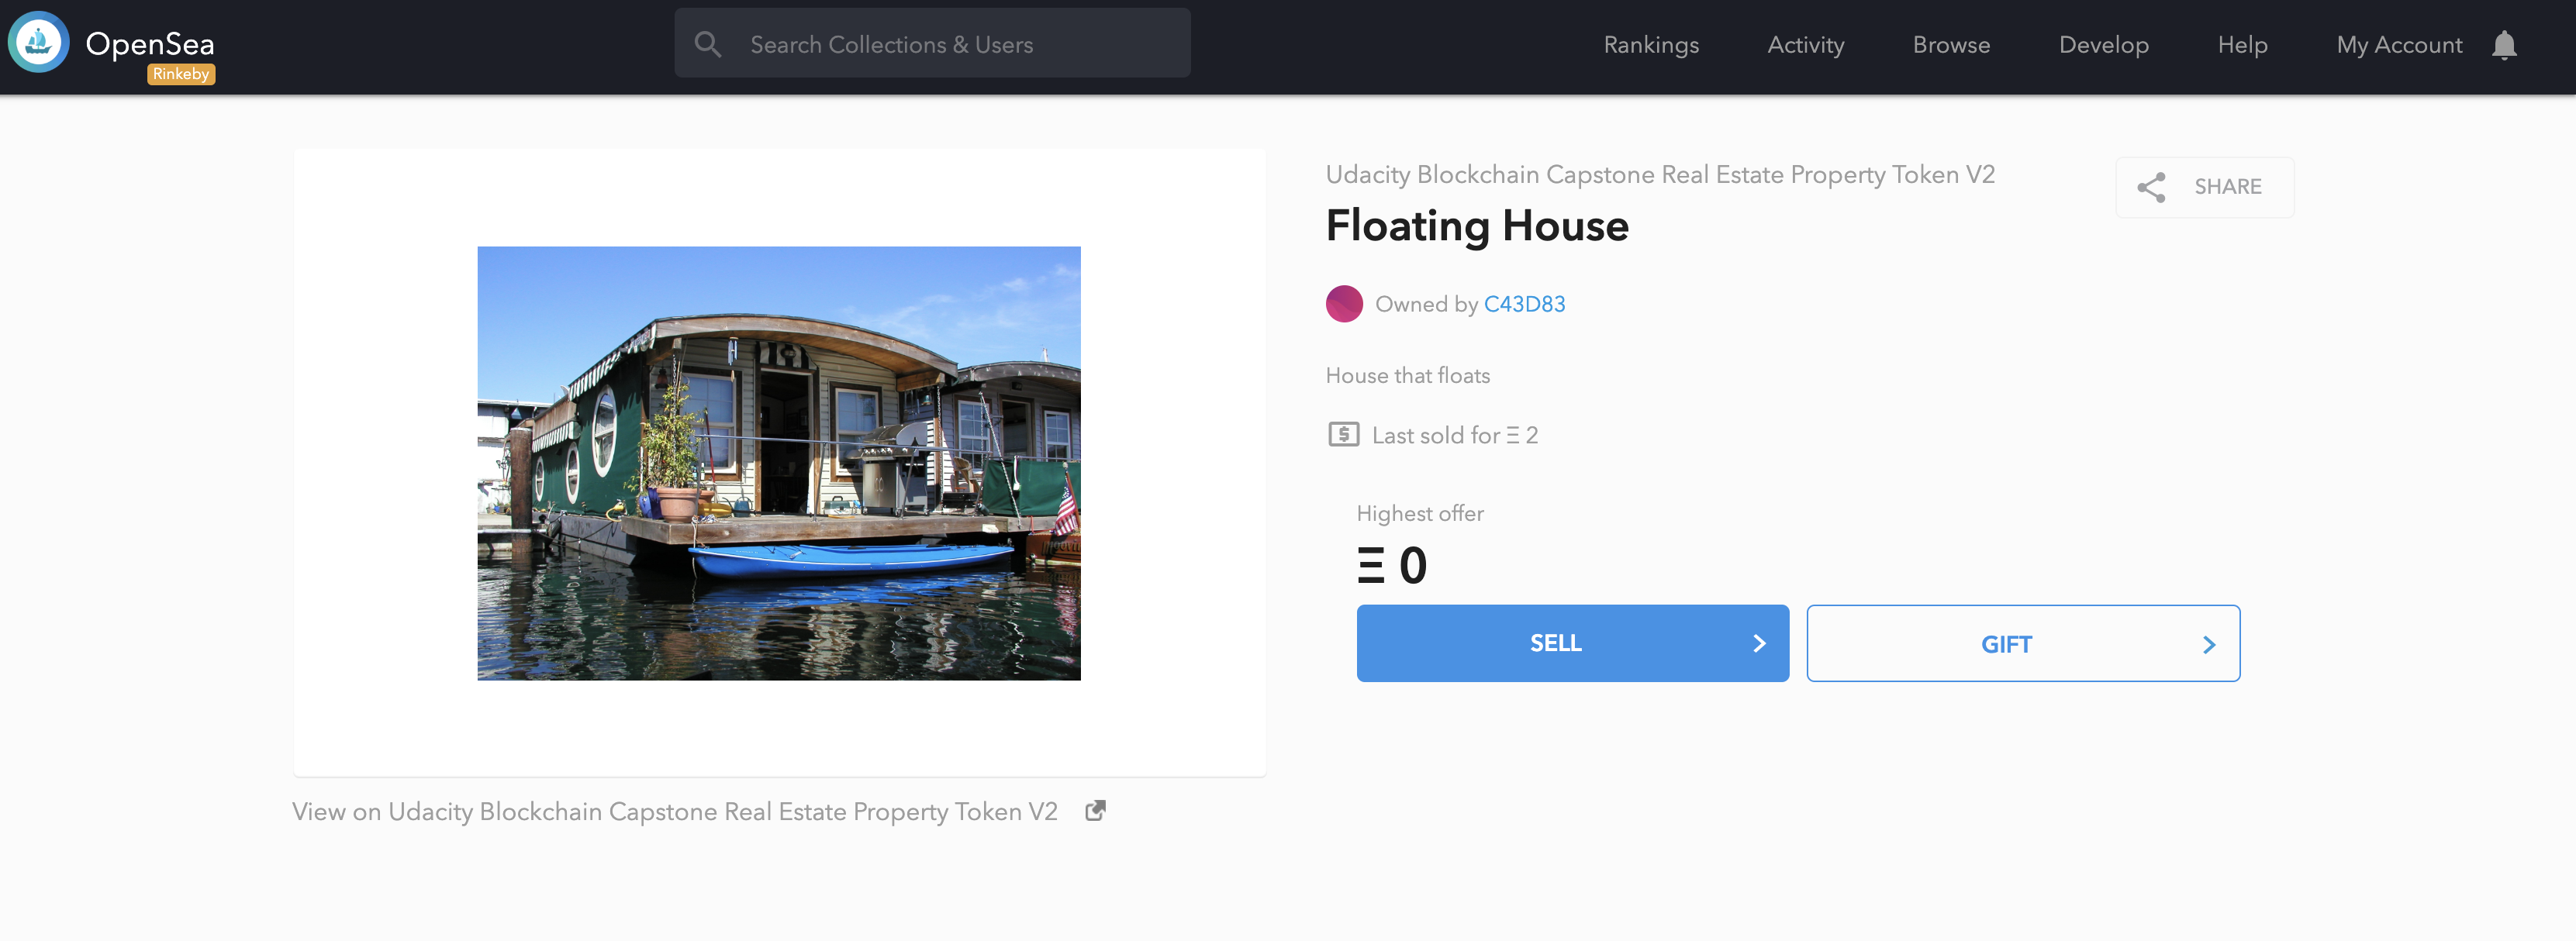 OpenSea
Rinkeby
Search Collections & Users
Rankings
Activity
Browse
Develop
Help
My Account
Udacity Blockchain Capstone Real Estate Property Token V2
SHARE
Floating House
Owned by C43D83
House that floats
Last sold for Ξ 2
Highest offer
Ξ 0
SELL
GIFT
View on Udacity Blockchain Capstone Real Estate Property Token V2